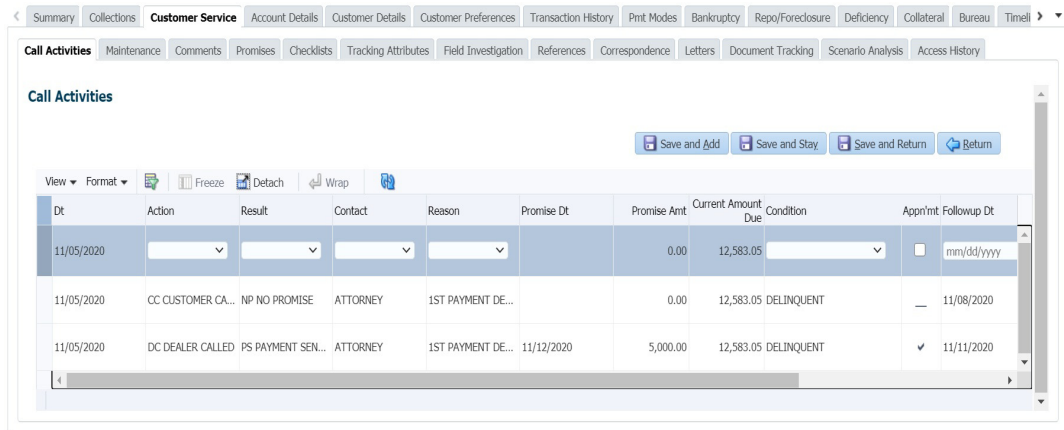 Summary Collections Customer Service Account Details Customer Details Customer Preferences Transaction History Pmt Modes Bankruptcy Repo/Foreclosure Deficiency Collateral Bureau Timeli
Call Activities Maintenance Comments Promises Checklists Tracking Attributes Field Investigation References Correspondence Letters Document Tracking Scenario Analysis Access History
Call Activities
Save and Add Save and Stay Save and Return Return
View Format Freeze Detach Wrap
Dt Action Result Contact Reason Promise Dt Promise Amt Current Amount Due Condition Appn'mt Followup Dt
11/05/2020 0.00 12,583.05 mm/dd/yyyy
11/05/2020 CC CUSTOMER CA... NP NO PROMISE ATTORNEY 1ST PAYMENT DE... 0.00 12,583.05 DELINQUENT 11/08/2020
11/05/2020 DC DEALER CALLED PS PAYMENT SEN... ATTORNEY 1ST PAYMENT DE... 11/12/2020 5,000.00 12,583.05 DELINQUENT 11/11/2020